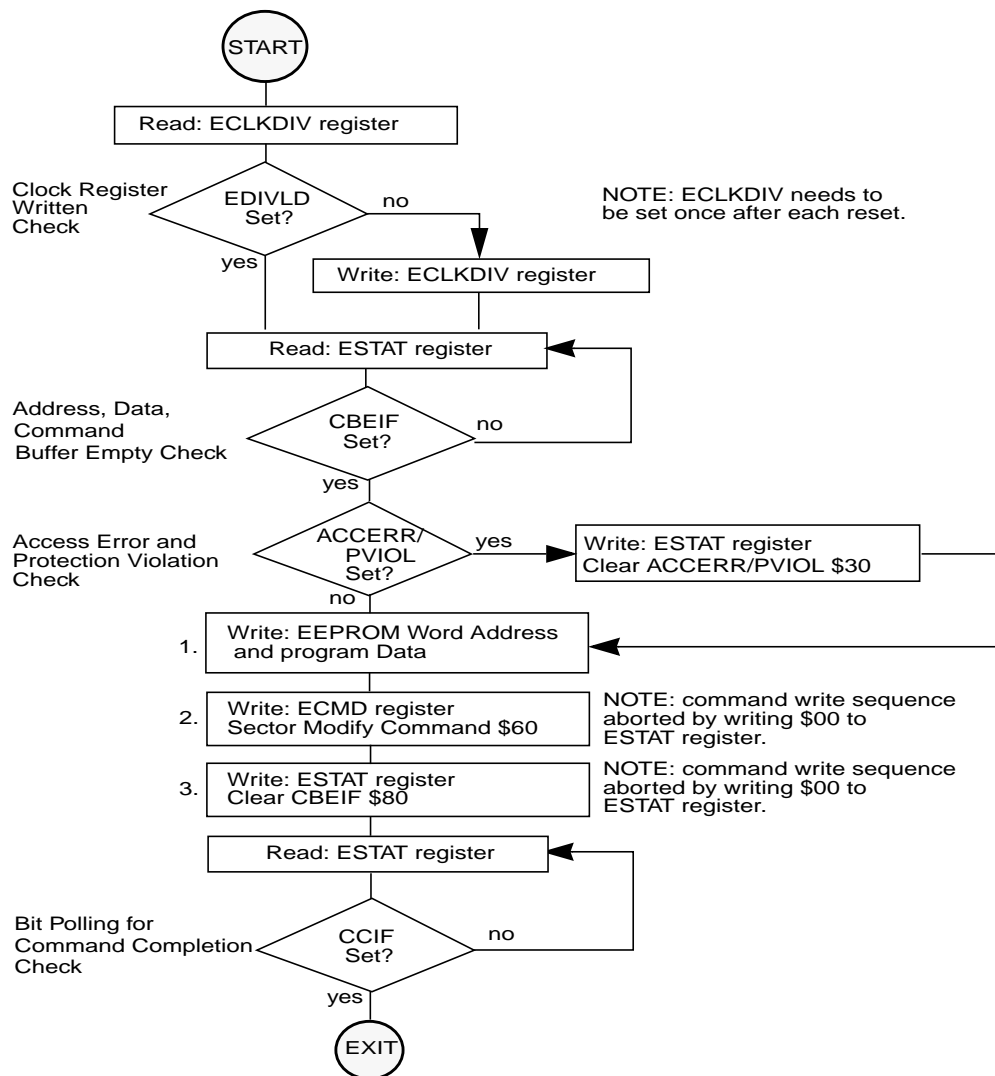 START
Read: ECLKDIV register
Clock Register
Written
Check
EDIVLD
Set?
no
yes
NOTE: ECLKDIV needs to
be set once after each reset.
Write: ECLKDIV register
Read: ESTAT register
Address, Data,
Command
Buffer Empty Check
CBEIF
Set?
no
yes
Access Error and
Protection Violation
Check
ACCERR/
PVIOL
Set?
yes
no
Write: ESTAT register
Clear ACCERR/PVIOL $30
1.
Write: EEPROM Word Address
and program Data
2.
Write: ECMD register
Sector Modify Command $60
NOTE: command write sequence
aborted by writing $00 to
ESTAT register.
3.
Write: ESTAT register
Clear CBEIF $80
NOTE: command write sequence
aborted by writing $00 to
ESTAT register.
Read: ESTAT register
Bit Polling for
Command Completion
Check
CCIF
Set?
no
yes
EXIT